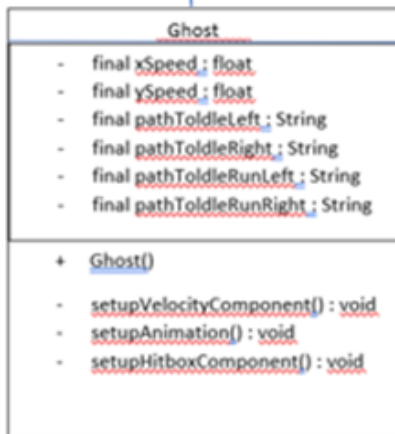 Ghost
- final xSpeed : float
- final ySpeed : float
- final pathToIdleLeft : String
- final pathToIdleRight : String
- final pathToIdleRunLeft : String
- final pathToIdleRunRight : String
+ Ghost()
- setupVelocityComponent() : void
- setupAnimation() : void
- setupHitboxComponent() : void